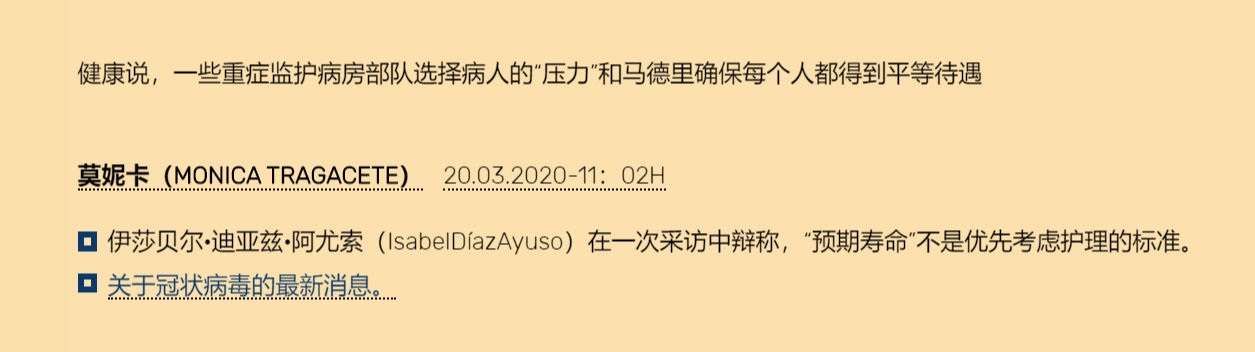 健康说，一些重症监护病房部队选择病人的“压力”和马德里确保每个人都得到平等待遇
莫妮卡（MONICA TRAGACETE） 20.03.2020-11：02H
伊莎贝尔·迪亚兹·阿尤索（IsabelDíazAyuso）在一次采访中辩称，“预期寿命”不是优先考虑护理的标准。
关于冠状病毒的最新消息。